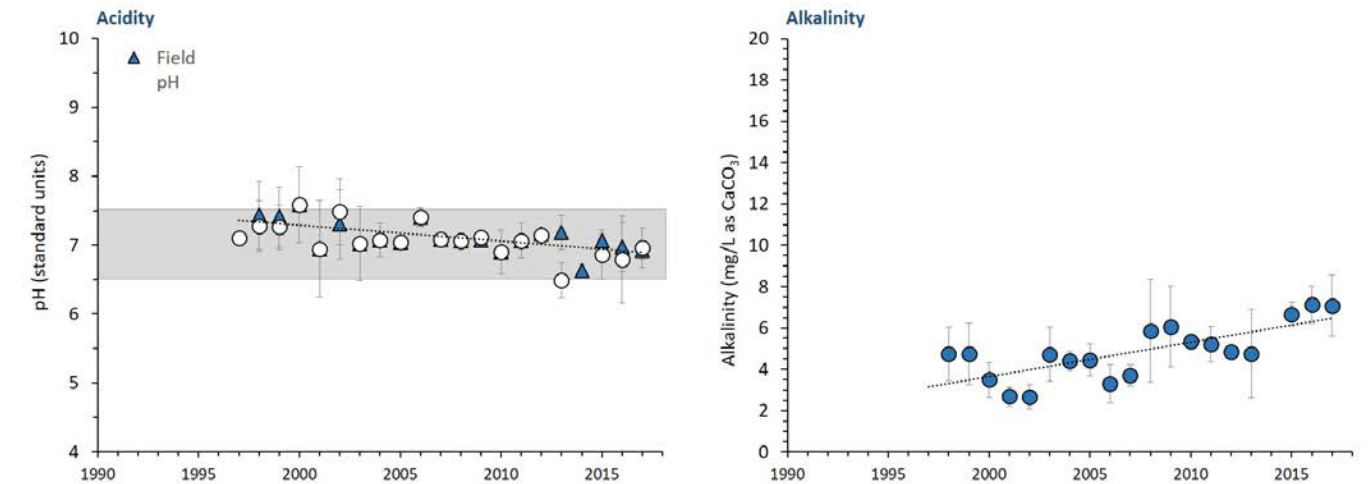 Acidity
10
9
8
7
6
5
4
Field
pH
pH (standard units)
1990 1995 2000 2005 2010 2015
Alkalinity
20
18
16
14
12
10
8
6
4
2
0
Alkalinity (mg/L as CaCO₃)
1990 1995 2000 2005 2010 2015